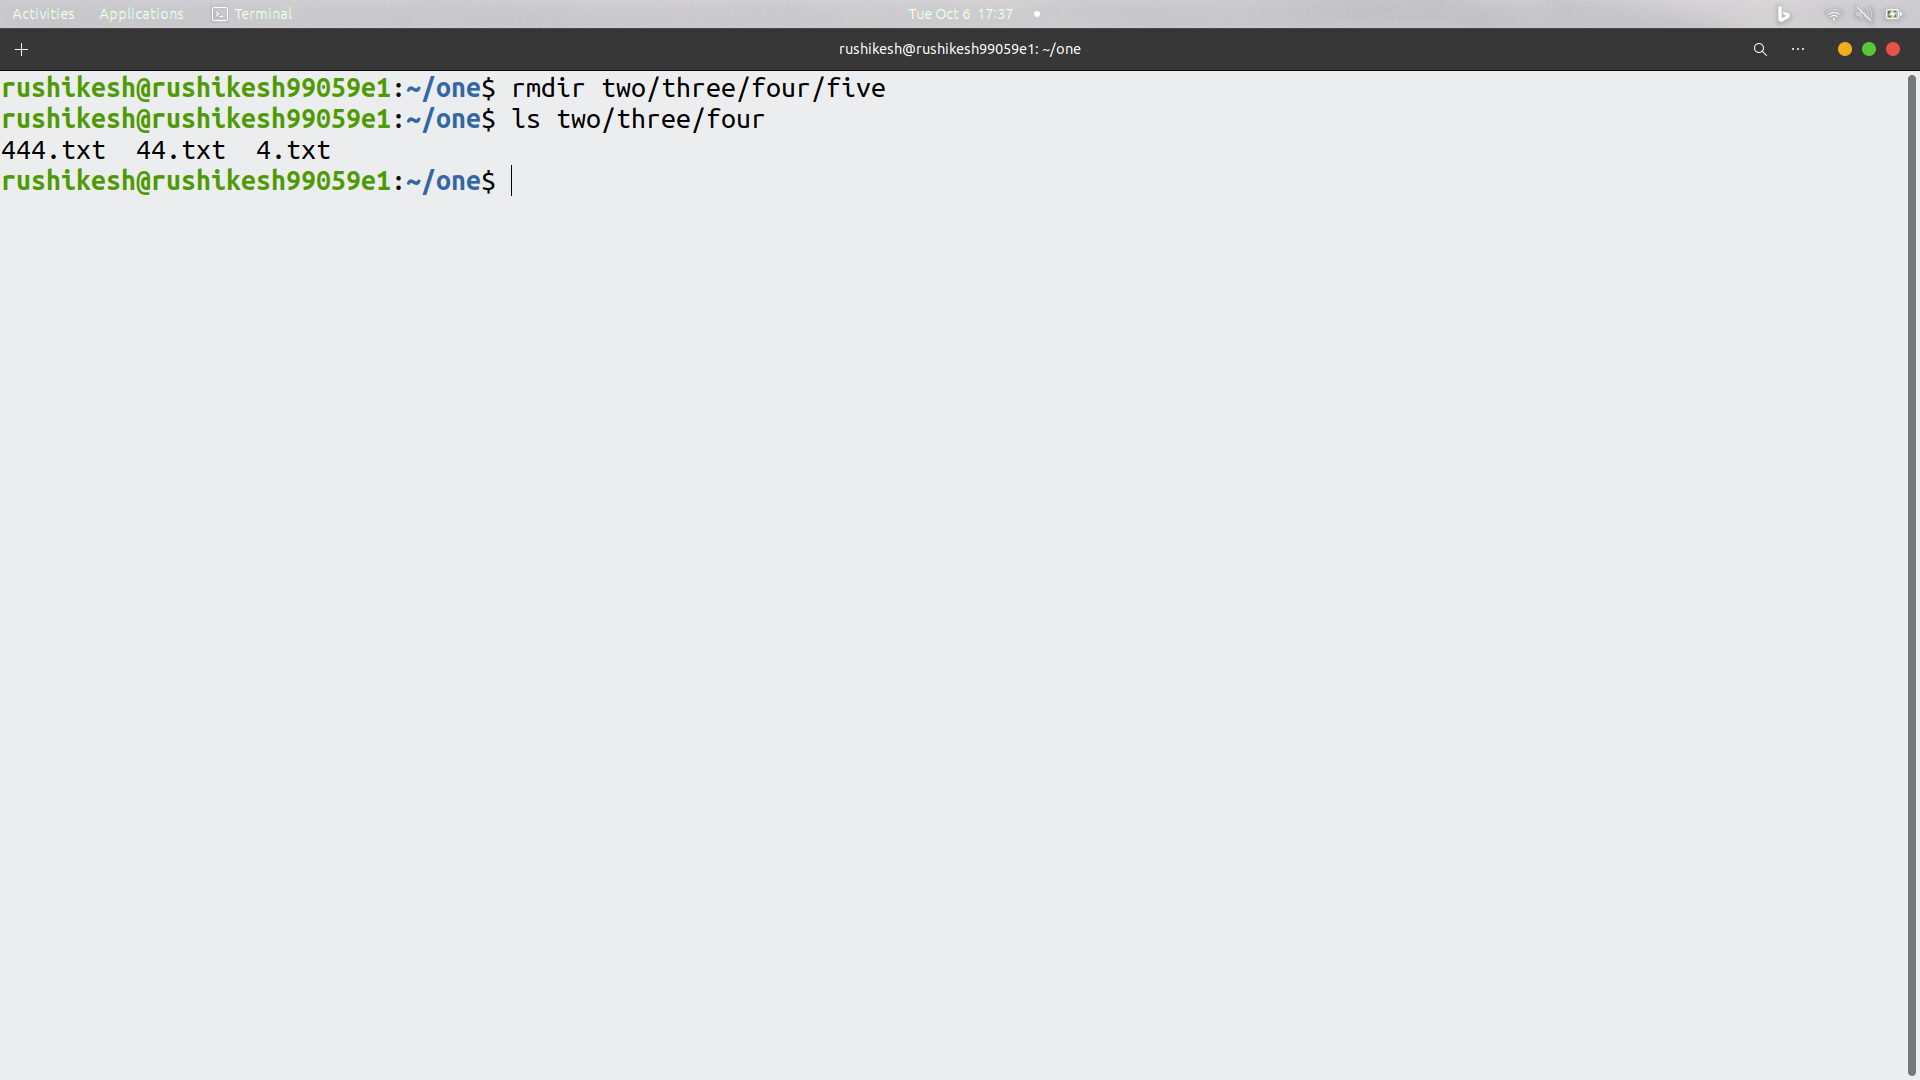 Activities Applications Terminal Tue Oct 6 17:37
rushikesh@rushikesh99059e1: ~/one
rushikesh@rushikesh99059e1:~/one$ rmdir two/three/four/five
rushikesh@rushikesh99059e1:~/one$ ls two/three/four
444.txt  44.txt  4.txt
rushikesh@rushikesh99059e1:~/one$